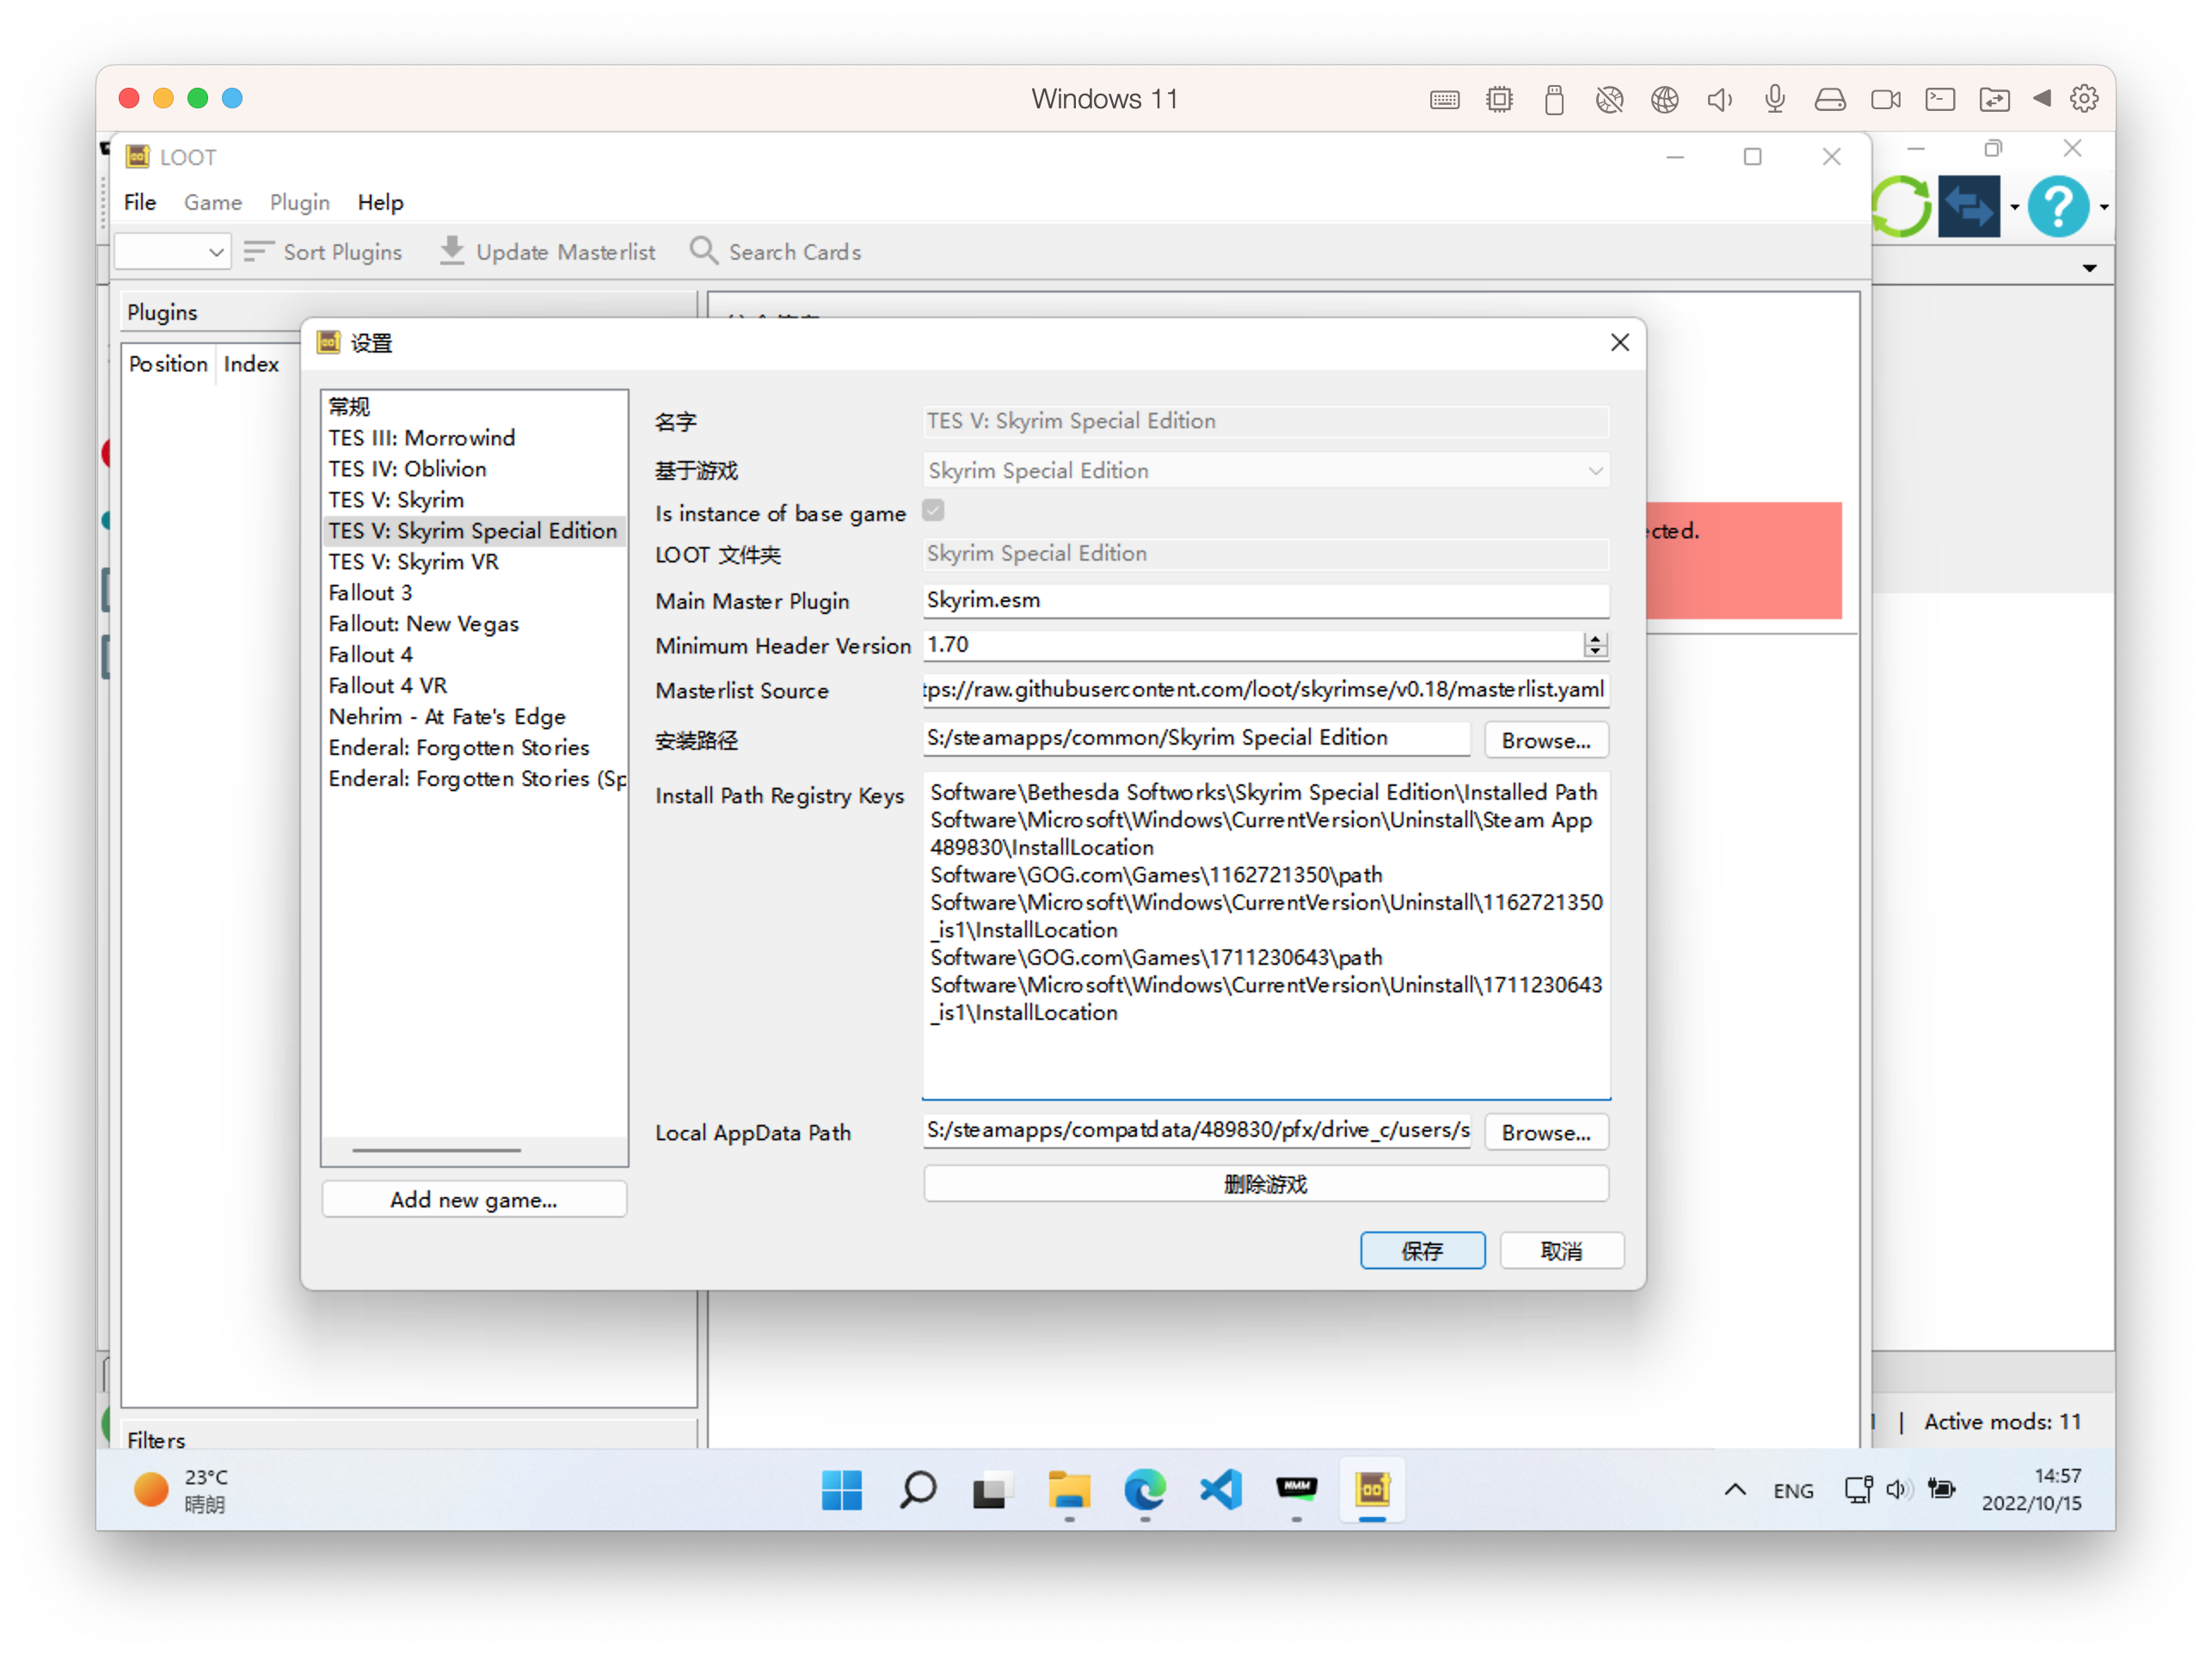 Windows 11
LOOT
File Game Plugin Help
Sort Plugins Update Masterlist Search Cards
Plugins
Position Index
设置
常规
TES III: Morrowind
TES IV: Oblivion
TES V: Skyrim
TES V: Skyrim Special Edition
TES V: Skyrim VR
Fallout 3
Fallout: New Vegas
Fallout 4
Fallout 4 VR
Nehrim - At Fate's Edge
Enderal: Forgotten Stories
Enderal: Forgotten Stories (Sp
Add new game...
名字 TES V: Skyrim Special Edition
基于游戏 Skyrim Special Edition
Is instance of base game
LOOT 文件夹 Skyrim Special Edition
Main Master Plugin Skyrim.esm
Minimum Header Version 1.70
Masterlist Source tps://raw.githubusercontent.com/loot/skyrimse/v0.18/masterlist.yaml
安装路径 S:/steamapps/common/Skyrim Special Edition Browse...
Install Path Registry Keys
Software\Bethesda Softworks\Skyrim Special Edition\Installed Path
Software\Microsoft\Windows\CurrentVersion\Uninstall\Steam App
489830\InstallLocation
Software\GOG.com\Games\1162721350\path
Software\Microsoft\Windows\CurrentVersion\Uninstall\1162721350
_is1\InstallLocation
Software\GOG.com\Games\1711230643\path
Software\Microsoft\Windows\CurrentVersion\Uninstall\1711230643
_is1\InstallLocation
Local AppData Path S:/steamapps/compatdata/489830/pfx/drive_c/users/s Browse...
删除游戏
保存 取消
cted.
Filters
| Active mods: 11
23°C
晴朗
NMM
ENG
14:57
2022/10/15